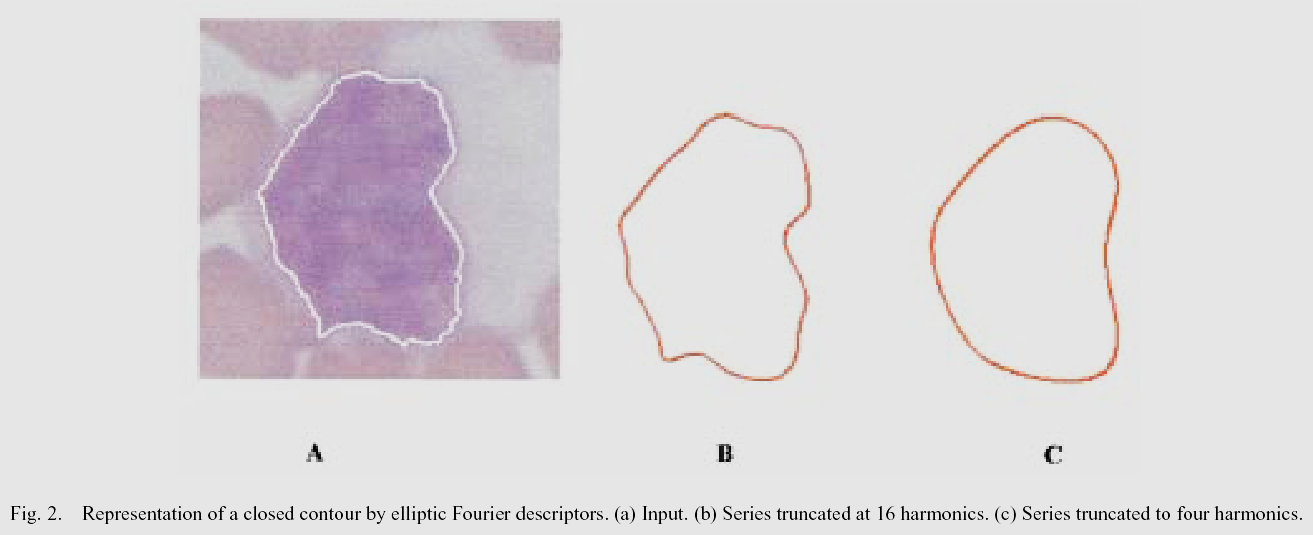 A B C
Fig. 2. Representation of a closed contour by elliptic Fourier descriptors. (a) Input. (b) Series truncated at 16 harmonics. (c) Series truncated to four harmonics.